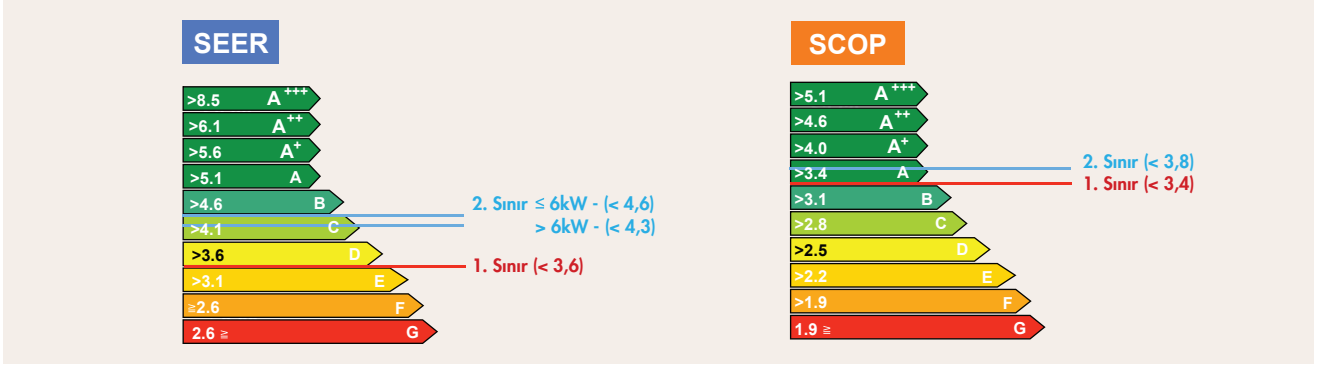 SEER
>8.5 A+++
>6.1 A++
>5.6 A+
>5.1 A
>4.6 B
>4.1 C
>3.6 D
>3.1 E
≧2.6 F
2.6 ≧ G
2. Sınır ≤ 6kW - (< 4,6)
> 6kW - (< 4,3)
1. Sınır (< 3,6)
SCOP
>5.1 A+++
>4.6 A++
>4.0 A+
>3.4 A
>3.1 B
>2.8 C
>2.5 D
>2.2 E
>1.9 F
1.9 ≧ G
2. Sınır (< 3,8)
1. Sınır (< 3,4)